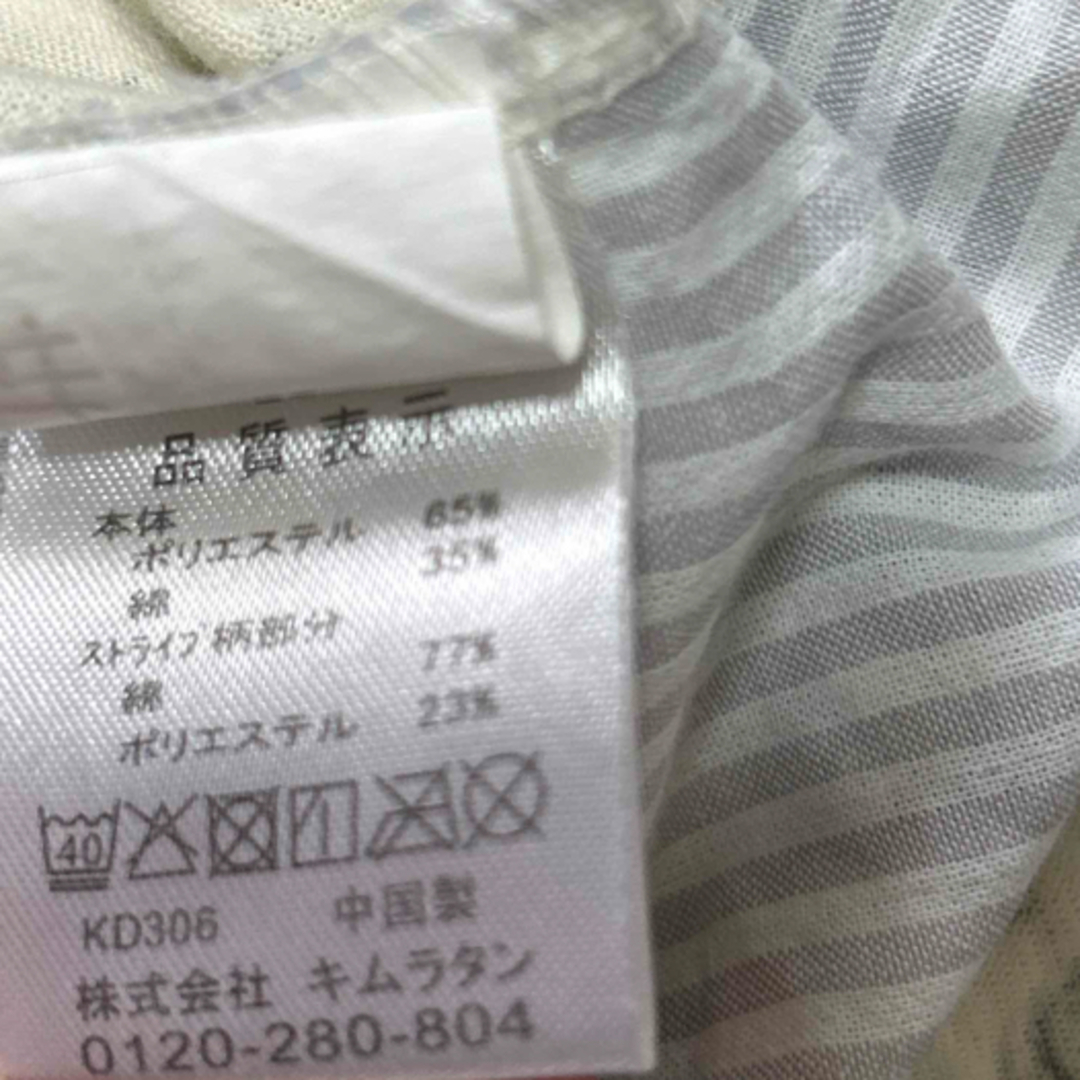 品質表示
本体
ポリエステル 65%
綿 35%
ストライプ柄部分
綿 77%
ポリエステル 23%
40
KD306 中国製
株式会社 キムラタン
0120-280-804